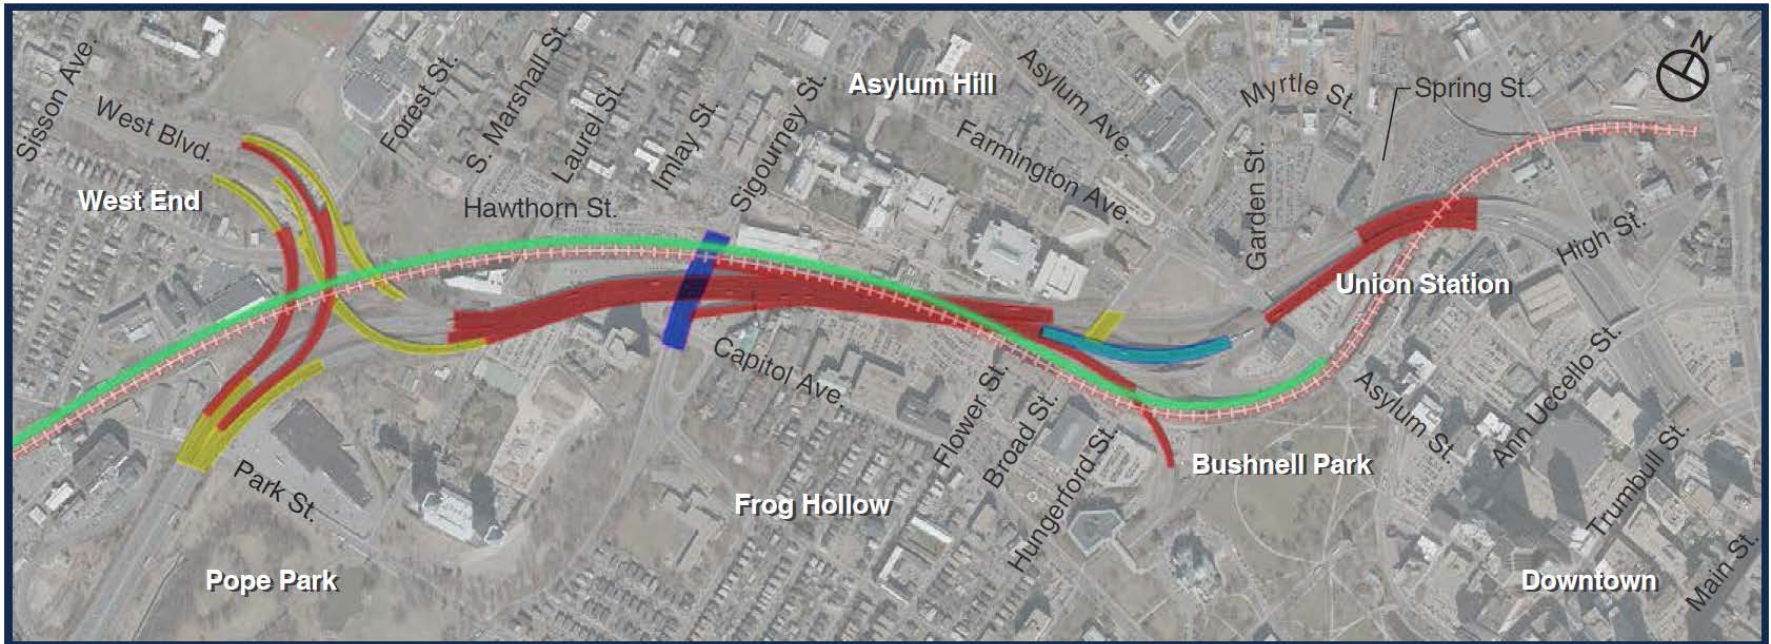 Sisson Ave.
West Blvd.
West End
Forest St.
S. Marshall St.
Laurel St.
Imlay St.
Sigourney St.
Hawthorn St.
Asylum Hill
Asylum Ave.
Farmington Ave.
Myrtle St.
Spring St.
N
Garden St.
High St.
Union Station
Capitol Ave.
Flower St.
Broad St.
Hungerford St.
Bushnell Park
Asylum St.
Ann Uccello St.
Trumbull St.
Main St.
Park St.
Pope Park
Frog Hollow
Downtown